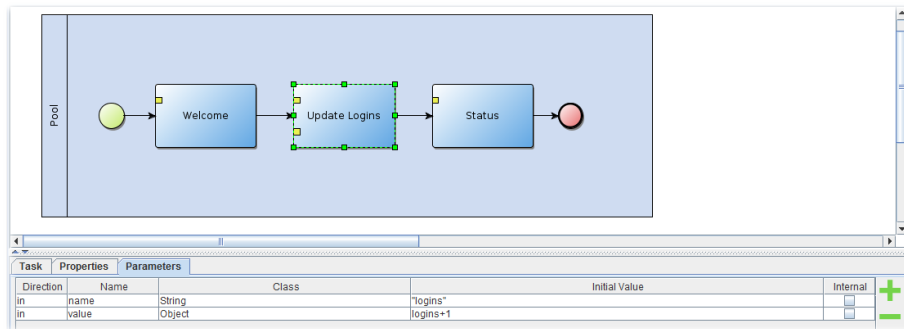 Pool
Welcome
Update Logins
Status
Task Properties Parameters
Direction Name Class Initial Value Internal
in name String "logins"
in value Object logins+1